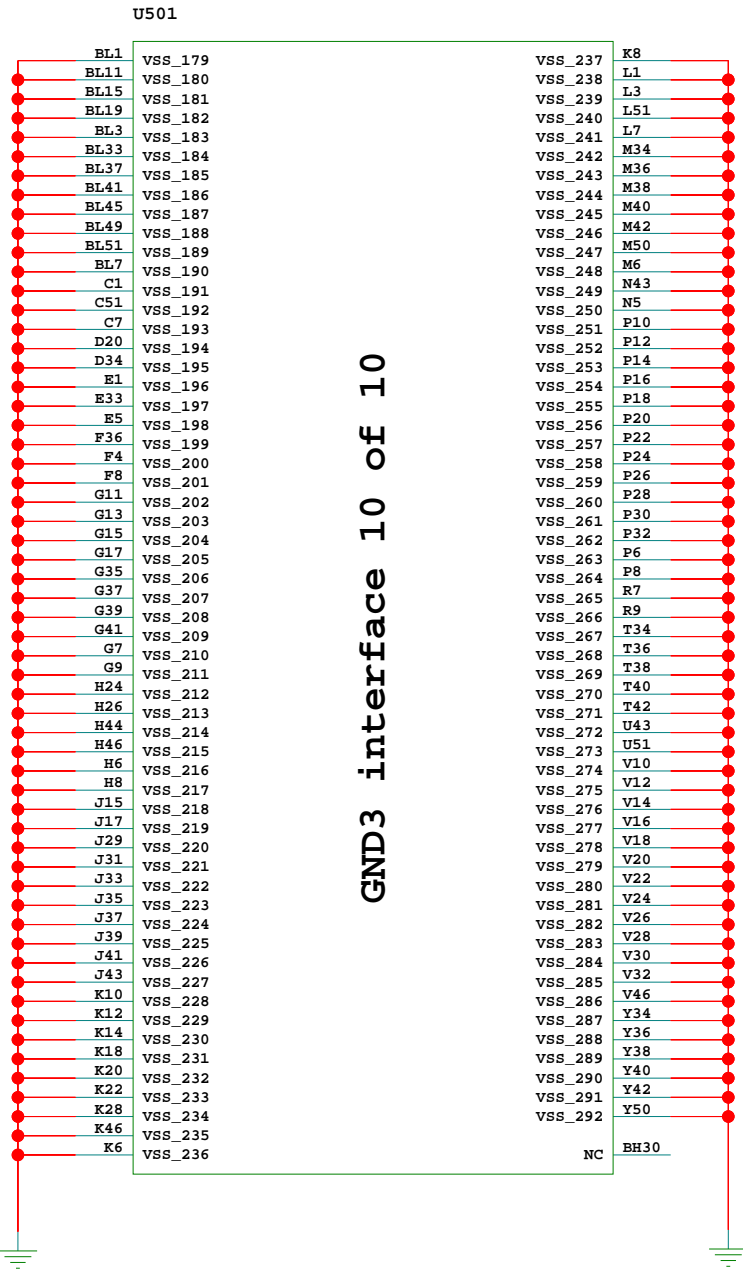 U501
BL1 VSS_179 VSS_237 K8
BL11 VSS_180 VSS_238 L1
BL15 VSS_181 VSS_239 L3
BL19 VSS_182 VSS_240 L51
BL3 VSS_183 VSS_241 L7
BL33 VSS_184 VSS_242 M34
BL37 VSS_185 VSS_243 M36
BL41 VSS_186 VSS_244 M38
BL45 VSS_187 VSS_245 M40
BL49 VSS_188 VSS_246 M42
BL51 VSS_189 VSS_247 M50
BL7 VSS_190 VSS_248 M6
C1 VSS_191 VSS_249 N43
C51 VSS_192 VSS_250 N5
C7 VSS_193 VSS_251 P10
D20 VSS_194 VSS_252 P12
D34 VSS_195 VSS_253 P14
E1 VSS_196 VSS_254 P16
E33 VSS_197 VSS_255 P18
E5 VSS_198 VSS_256 P20
F36 VSS_199 VSS_257 P22
F4 VSS_200 VSS_258 P24
F8 VSS_201 VSS_259 P26
G11 VSS_202 VSS_260 P28
G13 VSS_203 VSS_261 P30
G15 VSS_204 VSS_262 P32
G17 VSS_205 VSS_263 P6
G35 VSS_206 VSS_264 P8
G37 VSS_207 VSS_265 R7
G39 VSS_208 VSS_266 R9
G41 VSS_209 VSS_267 T34
G7 VSS_210 VSS_268 T36
G9 VSS_211 VSS_269 T38
H24 VSS_212 VSS_270 T40
H26 VSS_213 VSS_271 T42
H44 VSS_214 VSS_272 U43
H46 VSS_215 VSS_273 U51
H6 VSS_216 VSS_274 V10
H8 VSS_217 VSS_275 V12
J15 VSS_218 VSS_276 V14
J17 VSS_219 VSS_277 V16
J29 VSS_220 VSS_278 V18
J31 VSS_221 VSS_279 V20
J33 VSS_222 VSS_280 V22
J35 VSS_223 VSS_281 V24
J37 VSS_224 VSS_282 V26
J39 VSS_225 VSS_283 V28
J41 VSS_226 VSS_284 V30
J43 VSS_227 VSS_285 V32
K10 VSS_228 VSS_286 V46
K12 VSS_229 VSS_287 Y34
K14 VSS_230 VSS_288 Y36
K18 VSS_231 VSS_289 Y38
K20 VSS_232 VSS_290 Y40
K22 VSS_233 VSS_291 Y42
K28 VSS_234 VSS_292 Y50
K46 VSS_235
K6 VSS_236 NC BH30
GND3 interface 10 of 10